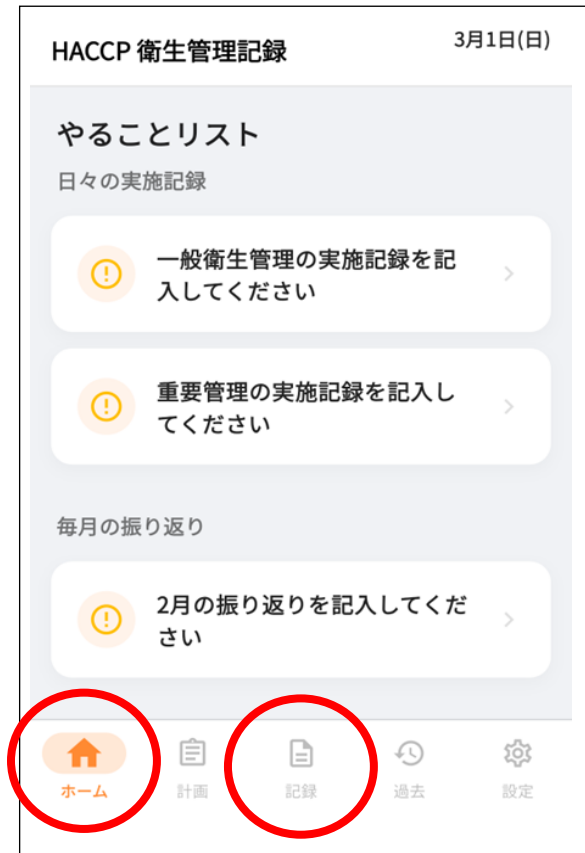 HACCP 衛生管理記録
3月1日(日)
やることリスト
日々の実施記録
一般衛生管理の実施記録を記
入してください
重要管理の実施記録を記入し
てください
毎月の振り返り
2月の振り返りを記入してくだ
さい
ホーム
計画
記録
過去
設定